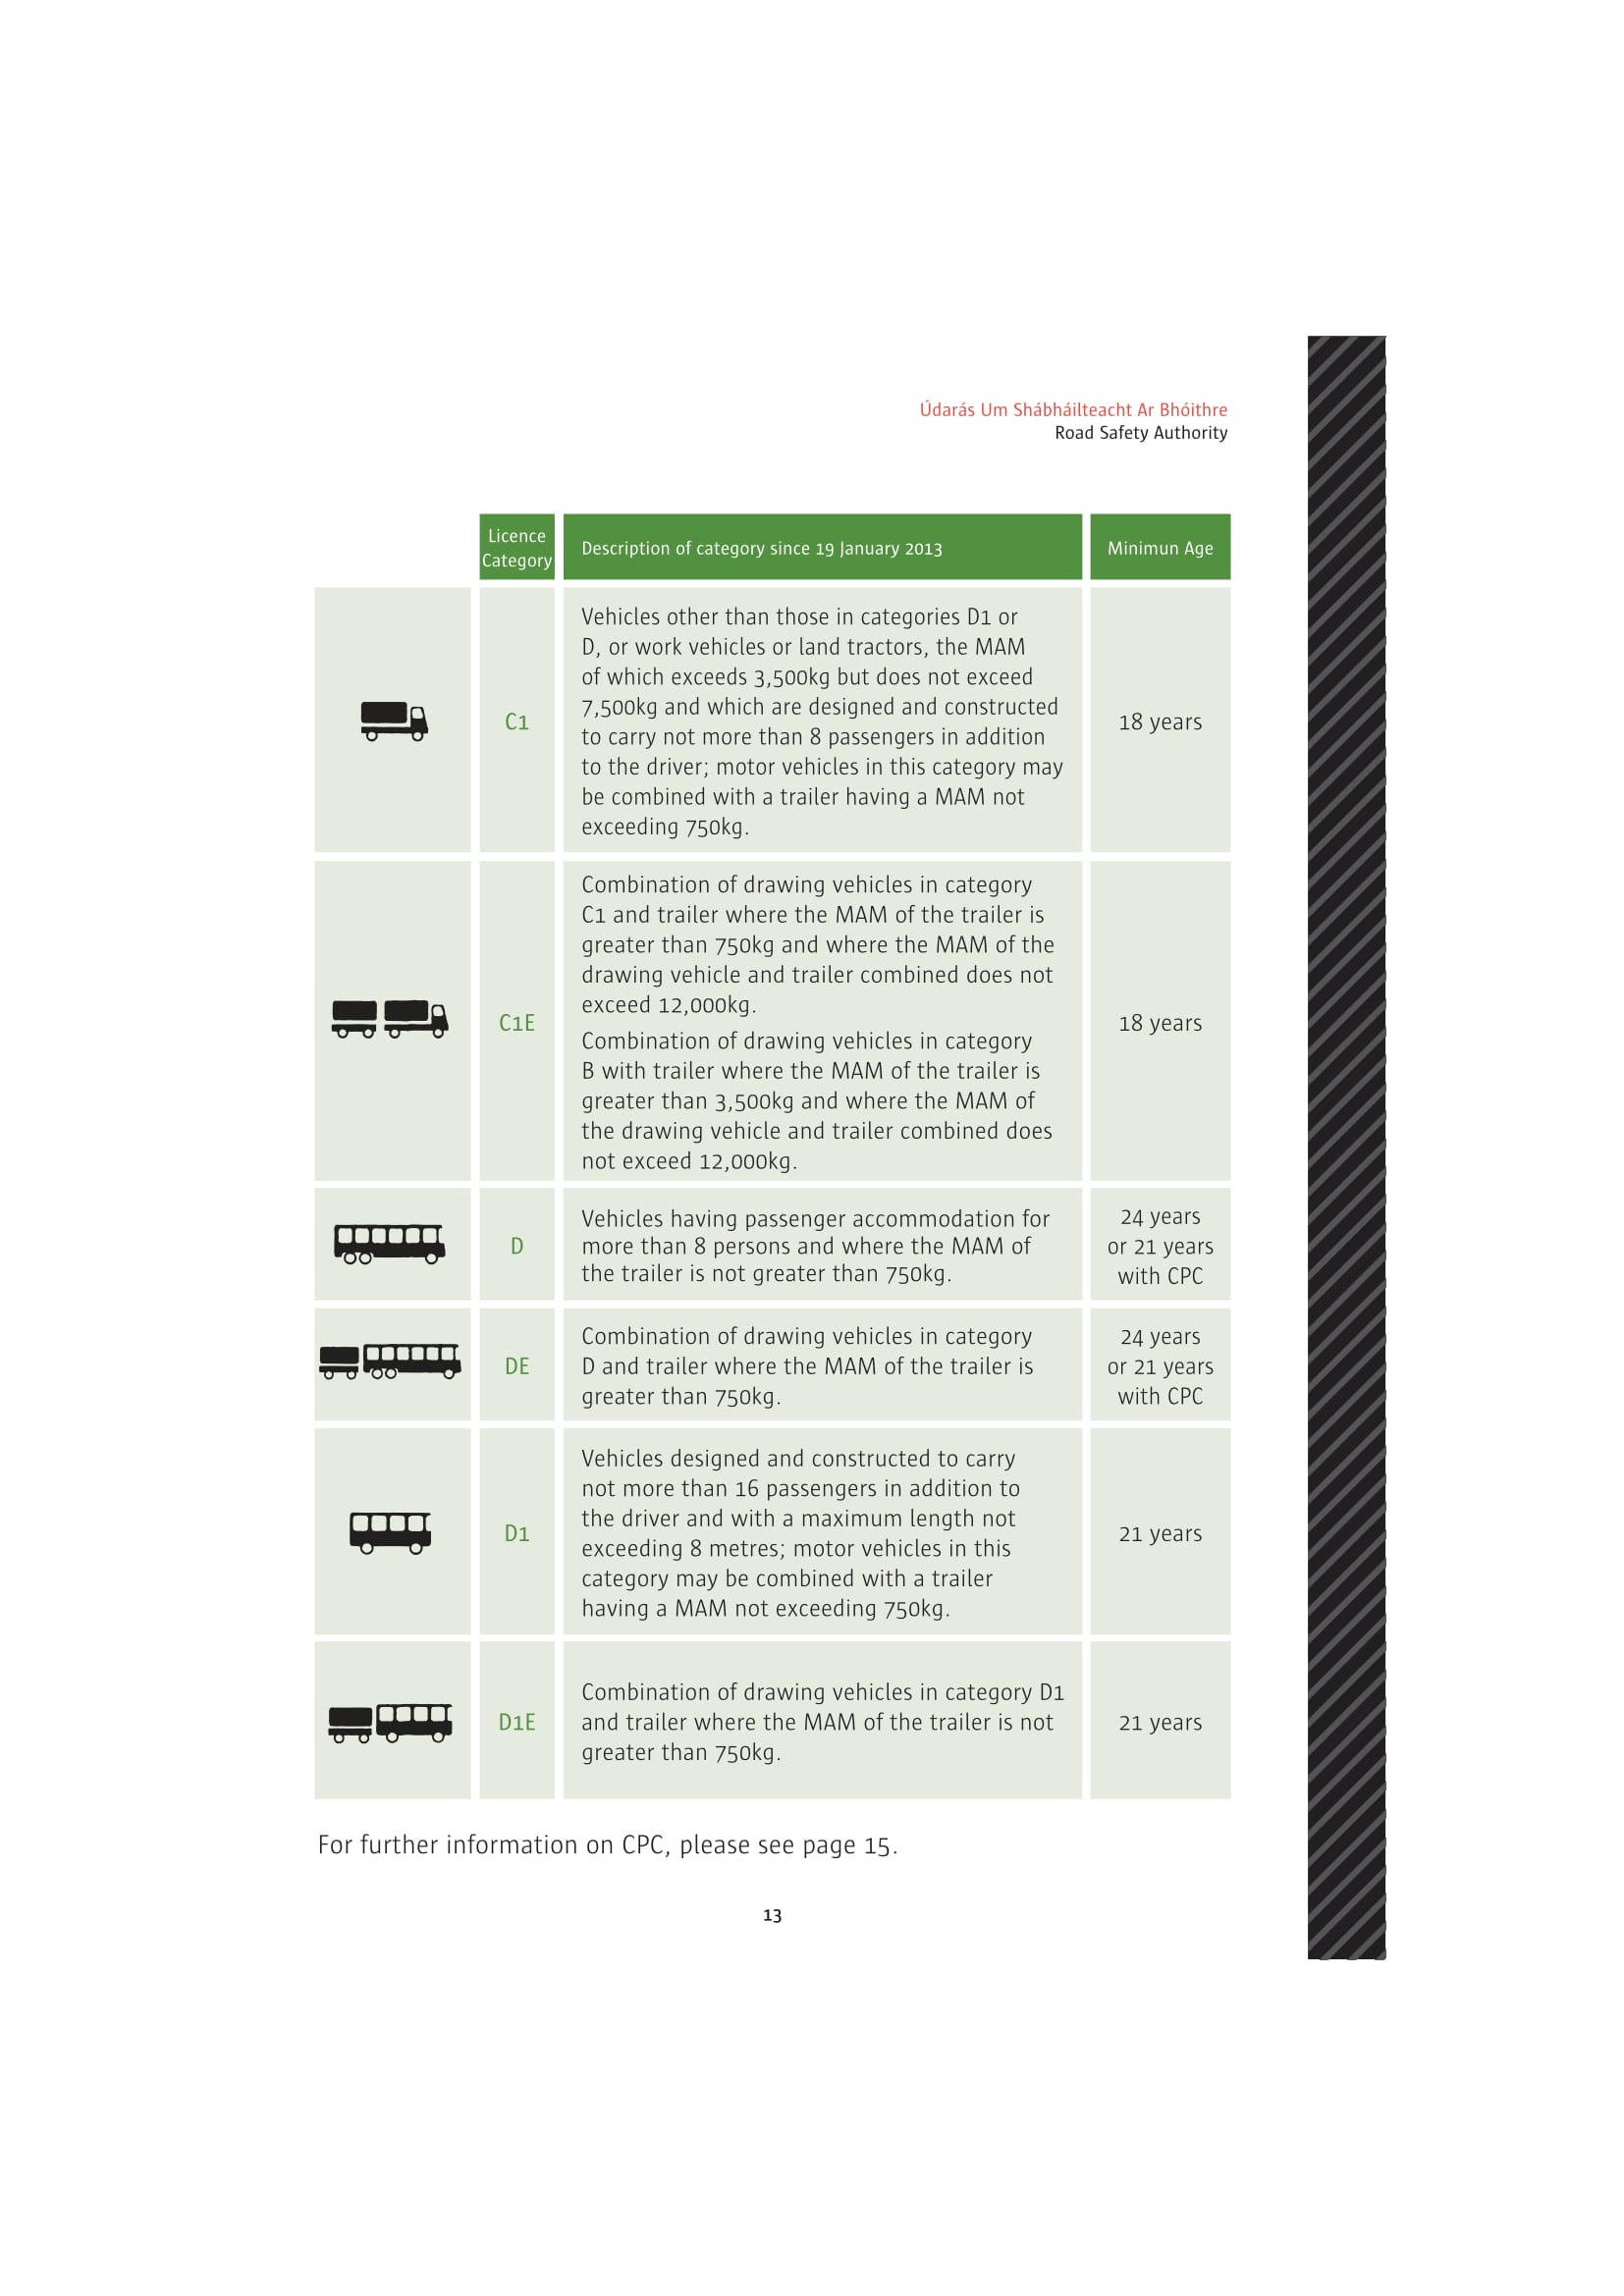 Údarás Um Shábháilteacht Ar Bhóithre
Road Safety Authority
Licence
Category
Description of category since 19 January 2013
Minimun Age
C1
Vehicles other than those in categories D1 or
D, or work vehicles or land tractors, the MAM
of which exceeds 3,500kg but does not exceed
7,500kg and which are designed and constructed
to carry not more than 8 passengers in addition
to the driver; motor vehicles in this category may
be combined with a trailer having a MAM not
exceeding 750kg.
18 years
C1E
Combination of drawing vehicles in category
C1 and trailer where the MAM of the trailer is
greater than 750kg and where the MAM of the
drawing vehicle and trailer combined does not
exceed 12,000kg.
Combination of drawing vehicles in category
B with trailer where the MAM of the trailer is
greater than 3,500kg and where the MAM of
the drawing vehicle and trailer combined does
not exceed 12,000kg.
18 years
D
Vehicles having passenger accommodation for
more than 8 persons and where the MAM of
the trailer is not greater than 750kg.
24 years
or 21 years
with CPC
DE
Combination of drawing vehicles in category
D and trailer where the MAM of the trailer is
greater than 750kg.
24 years
or 21 years
with CPC
D1
Vehicles designed and constructed to carry
not more than 16 passengers in addition to
the driver and with a maximum length not
exceeding 8 metres; motor vehicles in this
category may be combined with a trailer
having a MAM not exceeding 750kg.
21 years
D1E
Combination of drawing vehicles in category D1
and trailer where the MAM of the trailer is not
greater than 750kg.
21 years
For further information on CPC, please see page 15.
13